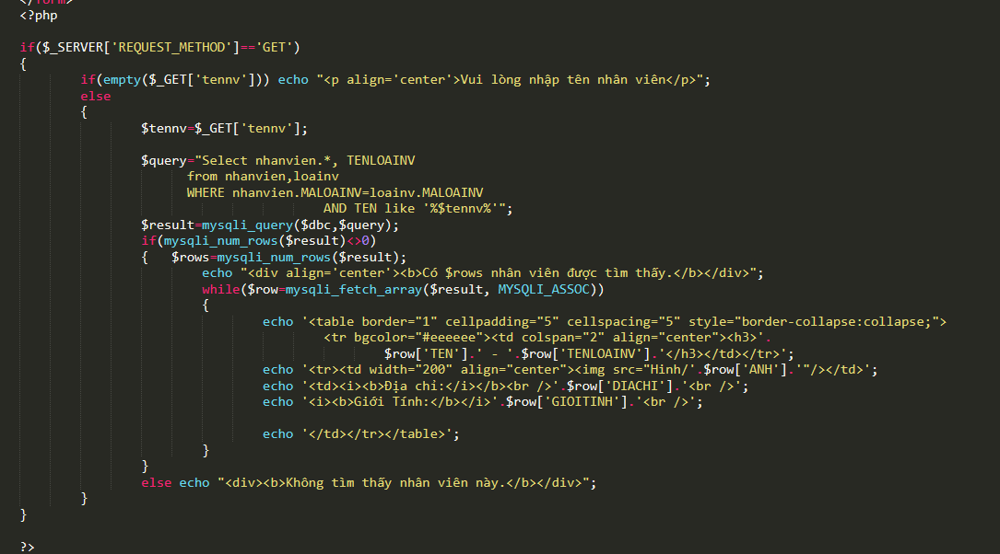 </form>
<?php
if($_SERVER['REQUEST_METHOD']=='GET')
{
if(empty($_GET['tennv'])) echo "<p align='center'>Vui lòng nhập tên nhân viên</p>";
else
{
$tennv=$_GET['tennv'];
$query="Select nhanvien.*, TENLOAINV
from nhanvien,loainv
WHERE nhanvien.MALOAINV=loainv.MALOAINV
AND TEN like '%$tennv%'";
$result=mysqli_query($dbc,$query);
if(mysqli_num_rows($result)<>0)
{ $rows=mysqli_num_rows($result);
echo "<div align='center'><b>Có $rows nhân viên được tìm thấy.</b></div>";
while($row=mysqli_fetch_array($result, MYSQLI_ASSOC))
{
echo '<table border="1" cellpadding="5" cellspacing="5" style="border-collapse:collapse;">
<tr bgcolor="#eeeeee"><td colspan="2" align="center"><h3>'.
$row['TEN'].' - '.$row['TENLOAINV'].'</h3></td></tr>';
echo '<tr><td width="200" align="center"><img src="Hinh/'.$row['ANH'].'"/></td>';
echo '<td><i><b>Địa chỉ:</i></b><br />'.$row['DIACHI'].'<br />';
echo '<i><b>Giới Tính:</b></i>'.$row['GIOITINH'].'<br />';
echo '</td></tr></table>';
}
}
else echo "<div><b>Không tìm thấy nhân viên này.</b></div>";
}
}
?>